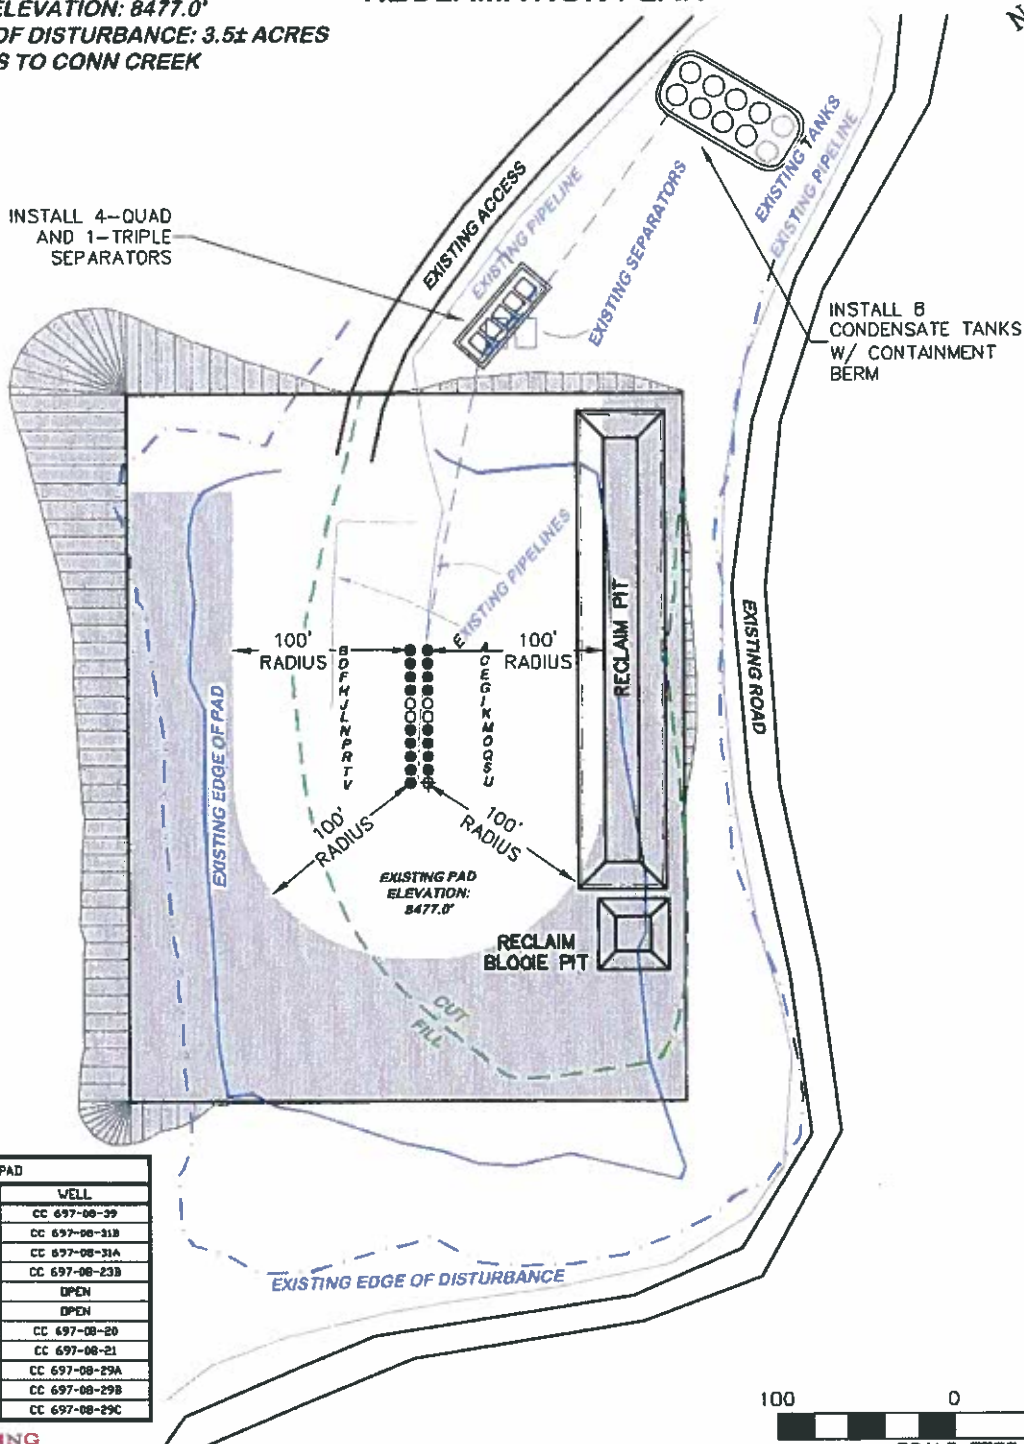 ELEVATION: 8477.0'
OF DISTURBANCE: 3.5± ACRES
S TO CONN CREEK
N
INSTALL 4-QUAD
AND 1-TRIPLE
SEPARATORS
EXISTING ACCESS
EXISTING PIPELINE
EXISTING SEPARATORS
EXISTING TANKS
EXISTING PIPELINE
INSTALL 8
CONDENSATE TANKS
W/ CONTAINMENT
BERM
EXISTING PIPELINES
100'
RADIUS
B
D
F
H
J
L
N
P
R
T
V
A
C
E
G
I
K
M
O
Q
S
U
100'
RADIUS
RECLAIM PIT
EXISTING ROAD
EXISTING EDGE OF PAD
100'
RADIUS
100'
RADIUS
EXISTING PAD
ELEVATION:
8477.0'
RECLAIM
BLOOIE PIT
CUT
FILL
EXISTING EDGE OF DISTURBANCE
PAD
WELL
CC 697-08-39
CC 697-08-31B
CC 697-08-31A
CC 697-08-23B
OPEN
OPEN
CC 697-08-20
CC 697-08-21
CC 697-08-29A
CC 697-08-29B
CC 697-08-29C
100 0